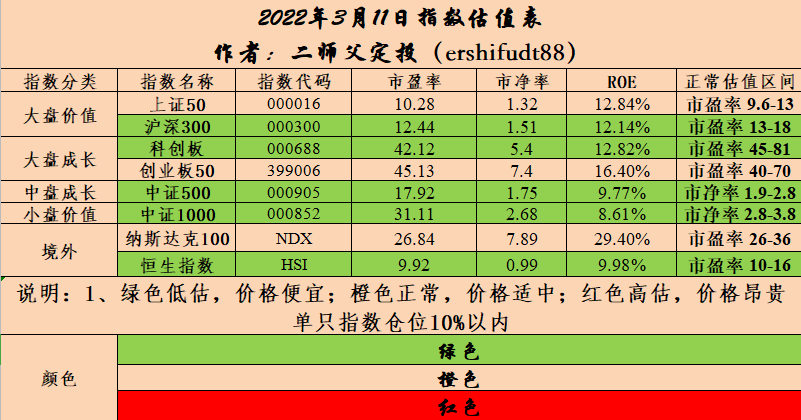 2022年3月11日指数估值表
作者：二师父定投（ershifudt88）
指数分类 指数名称 指数代码 市盈率 市净率 ROE 正常估值区间
大盘价值 上证50 000016 10.28 1.32 12.84% 市盈率 9.6-13
沪深300 000300 12.44 1.51 12.14% 市盈率 13-18
大盘成长 科创板 000688 42.12 5.4 12.82% 市盈率 45-81
创业板50 399006 45.13 7.4 16.40% 市盈率 40-70
中盘成长 中证500 000905 17.92 1.75 9.77% 市净率 1.9-2.8
小盘价值 中证1000 000852 31.11 2.68 8.61% 市净率 2.8-3.8
境外 纳斯达克100 NDX 26.84 7.89 29.40% 市盈率 26-36
恒生指数 HSI 9.92 0.99 9.98% 市盈率 10-16
说明：1、绿色低估，价格便宜；橙色正常，价格适中；红色高估，价格昂贵
单只指数仓位10%以内
颜色 绿色
橙色
红色